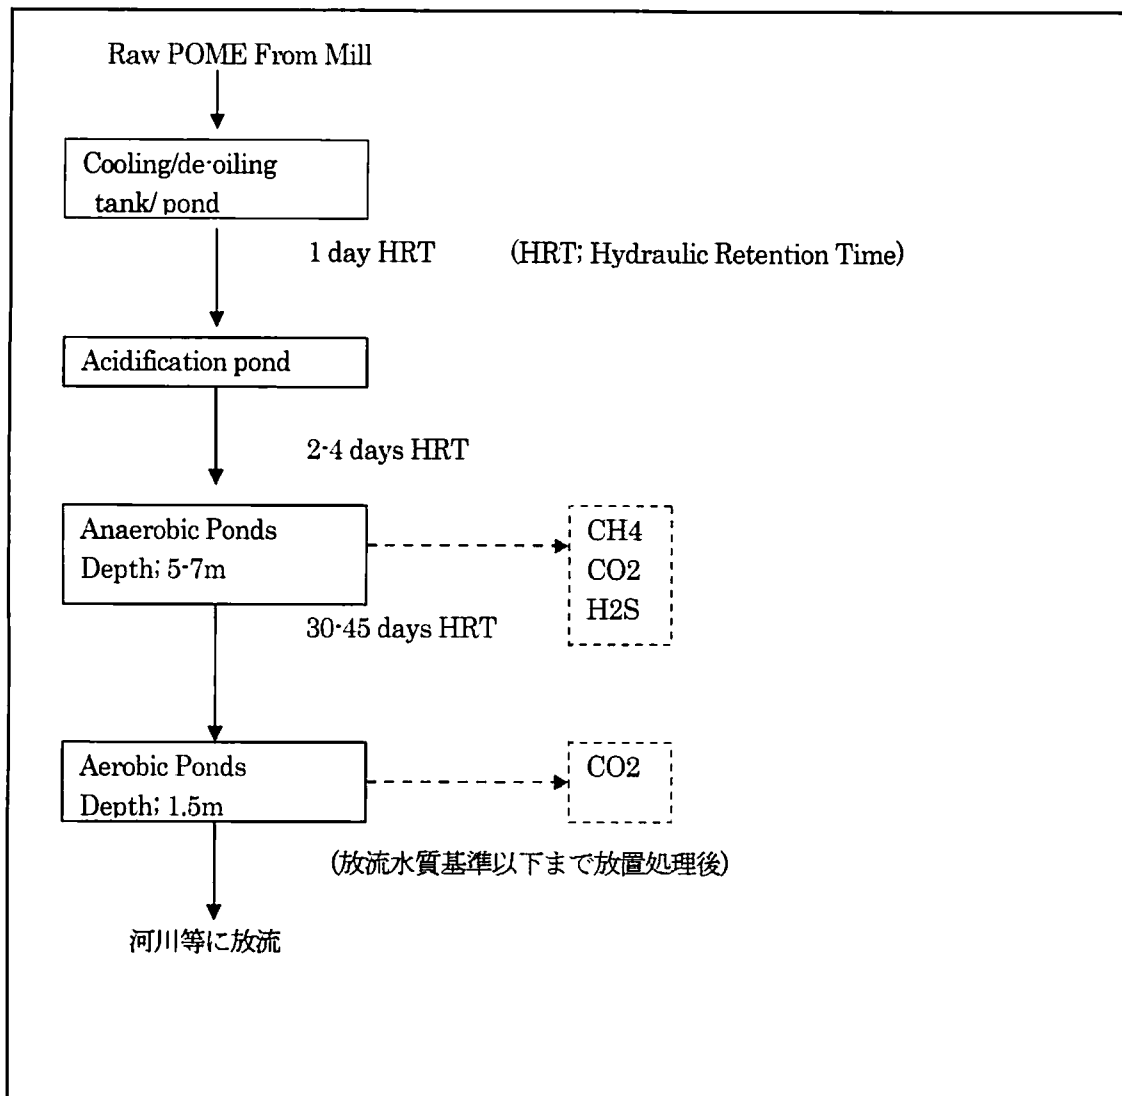 Raw POME From Mill
Cooling/de-oiling
tank/ pond
1 day HRT (HRT; Hydraulic Retention Time)
Acidification pond
2-4 days HRT
Anaerobic Ponds
Depth; 5-7m
CH4
CO2
H2S
30-45 days HRT
Aerobic Ponds
Depth; 1.5m
CO2
(放流水質基準以下まで放置処理後)
河川等に放流